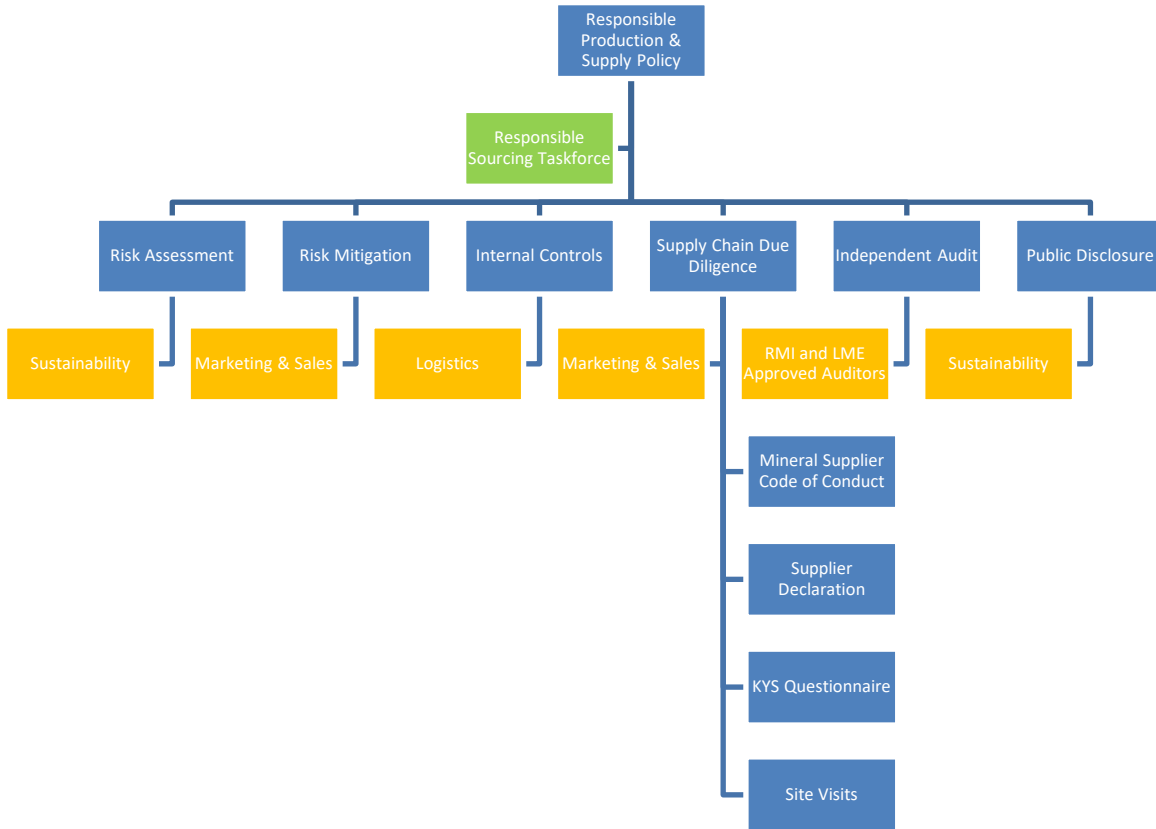 Responsible
Production &
Supply Policy
Responsible
Sourcing Taskforce
Risk Assessment
Risk Mitigation
Internal Controls
Supply Chain Due
Diligence
Independent Audit
Public Disclosure
Sustainability
Marketing & Sales
Logistics
Marketing & Sales
RMI and LME
Approved Auditors
Sustainability
Mineral Supplier
Code of Conduct
Supplier
Declaration
KYS Questionnaire
Site Visits